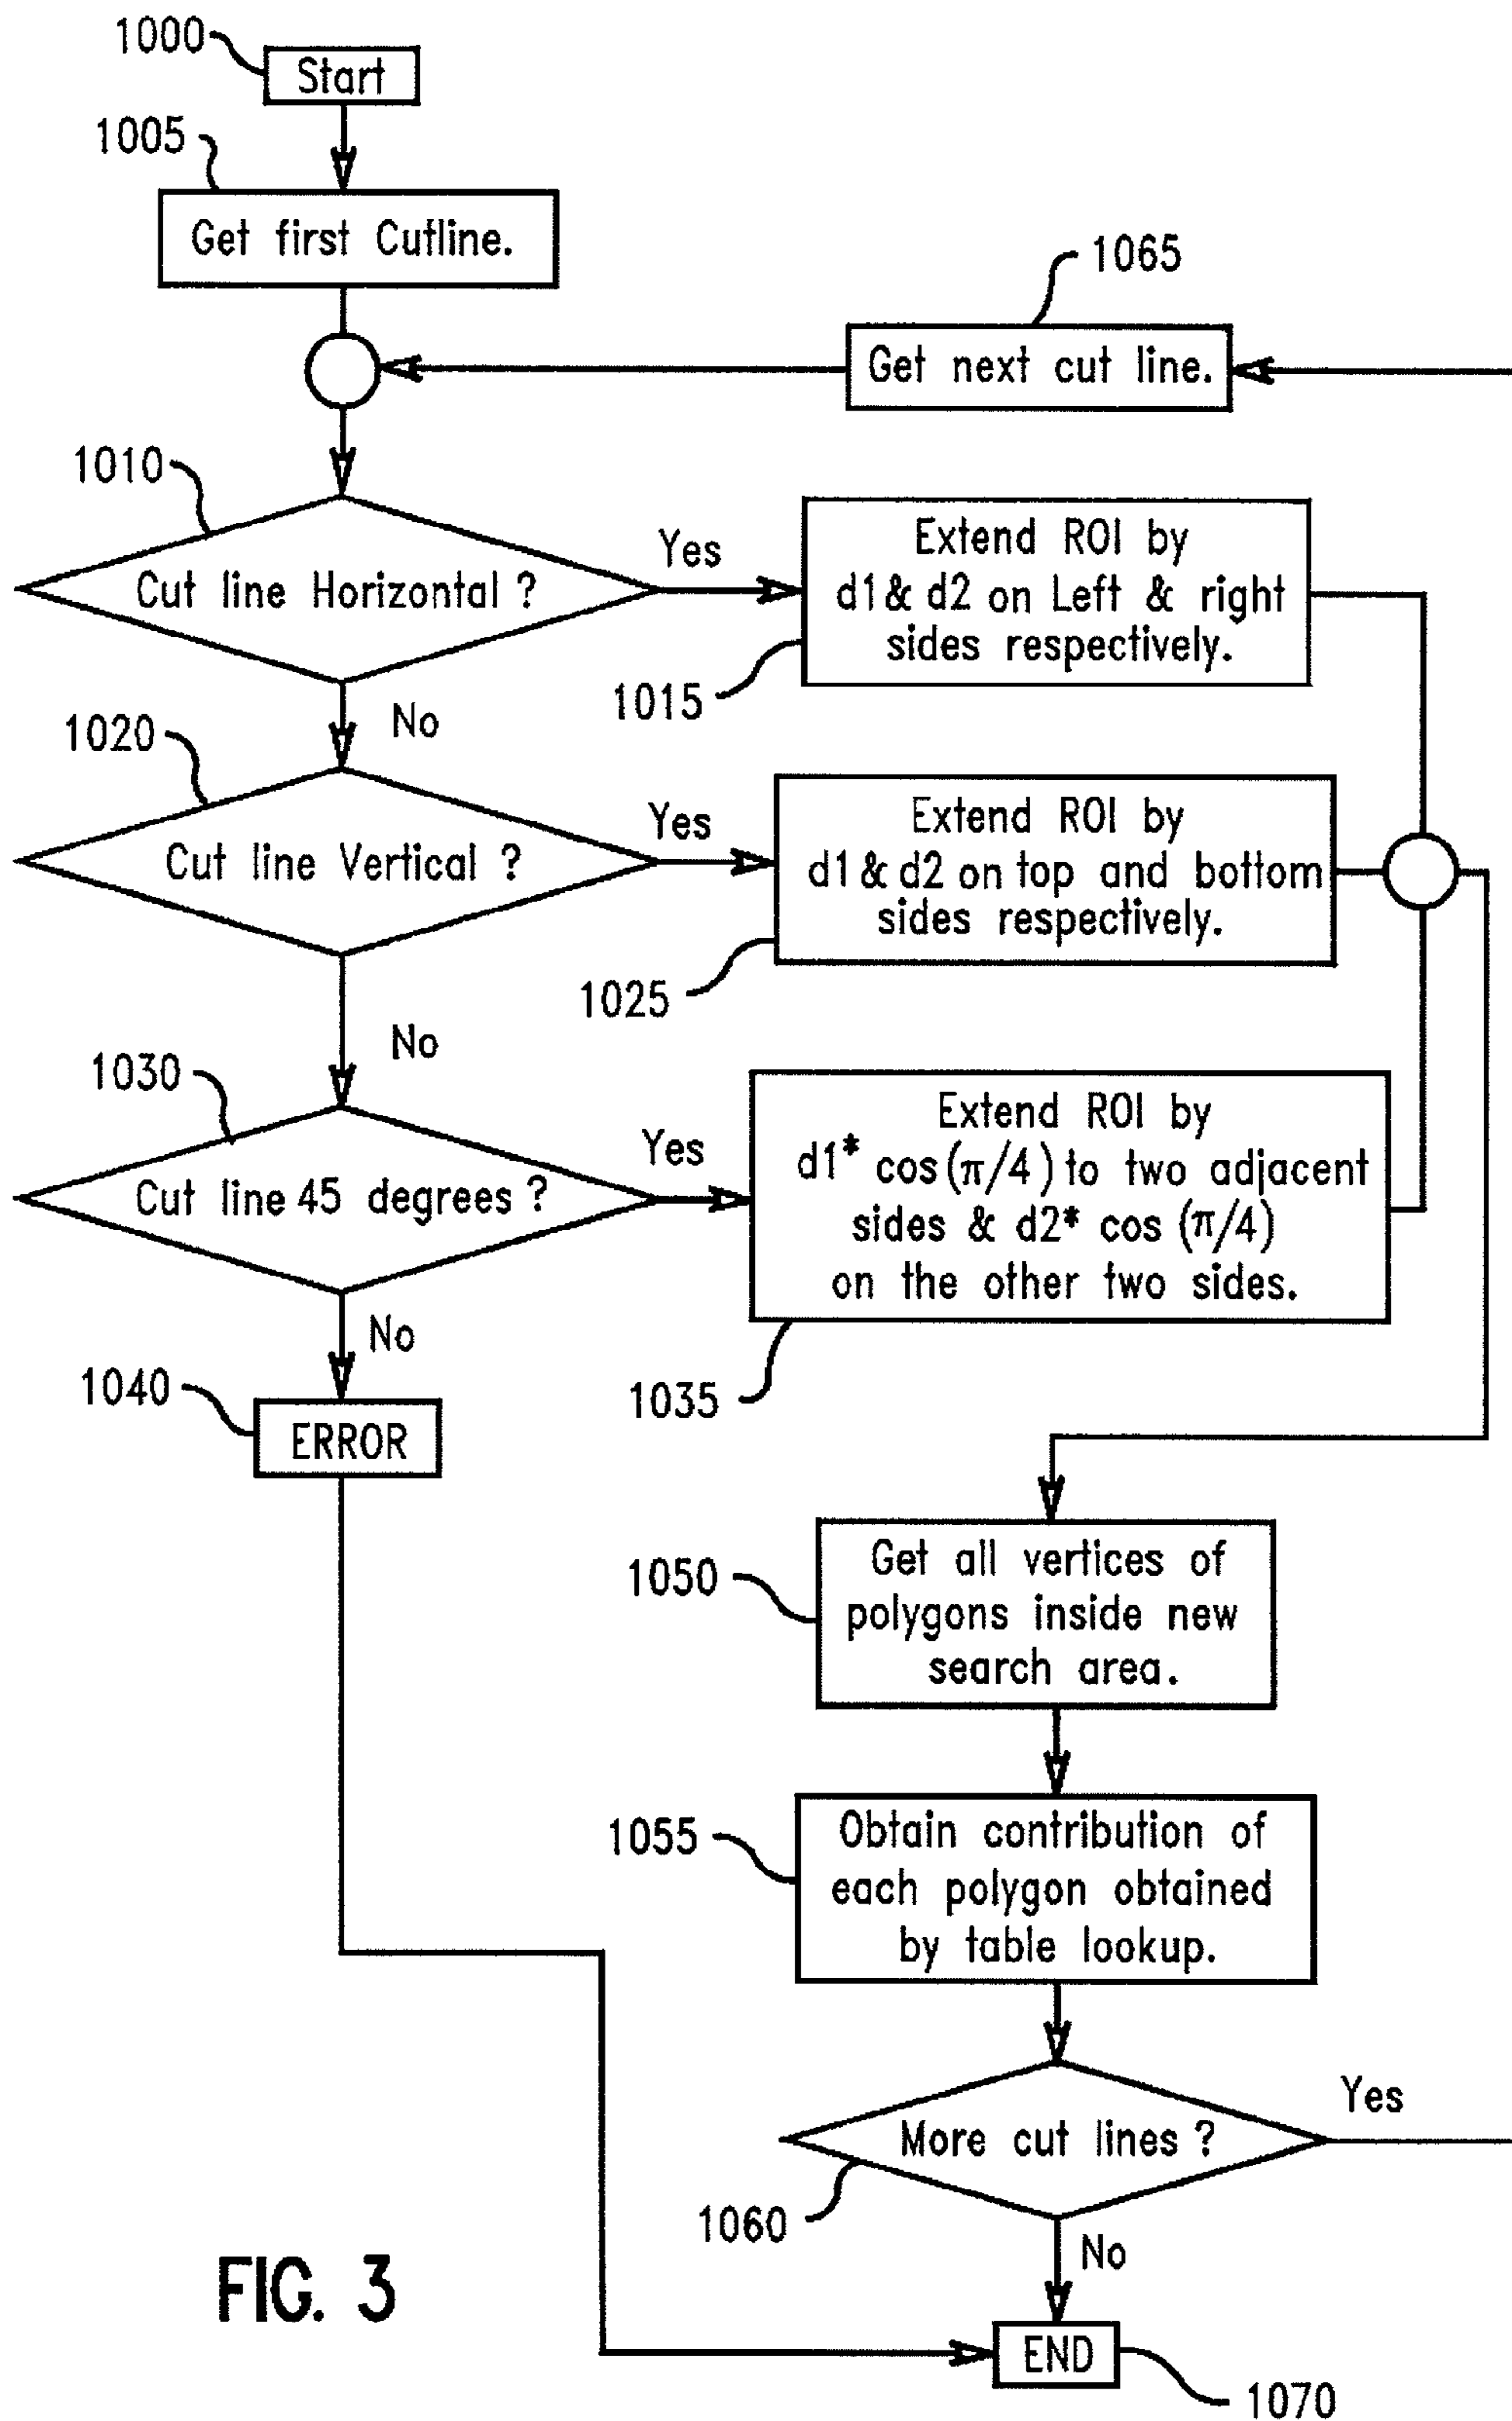 1000
Start
1005
Get first Cutline.
1065
Get next cut line.
1010
Cut line Horizontal ?
Yes
Extend ROI by
d1 & d2 on Left & right
sides respectively.
1015
No
1020
Cut line Vertical ?
Yes
Extend ROI by
d1 & d2 on top and bottom
sides respectively.
1025
No
1030
Cut line 45 degrees ?
Yes
Extend ROI by
d1* cos (π/4) to two adjacent
sides & d2* cos (π/4)
on the other two sides.
1035
No
1040
ERROR
1050
Get all vertices of
polygons inside new
search area.
1055
Obtain contribution of
each polygon obtained
by table lookup.
More cut lines ?
Yes
1060
No
END
1070
FIG. 3